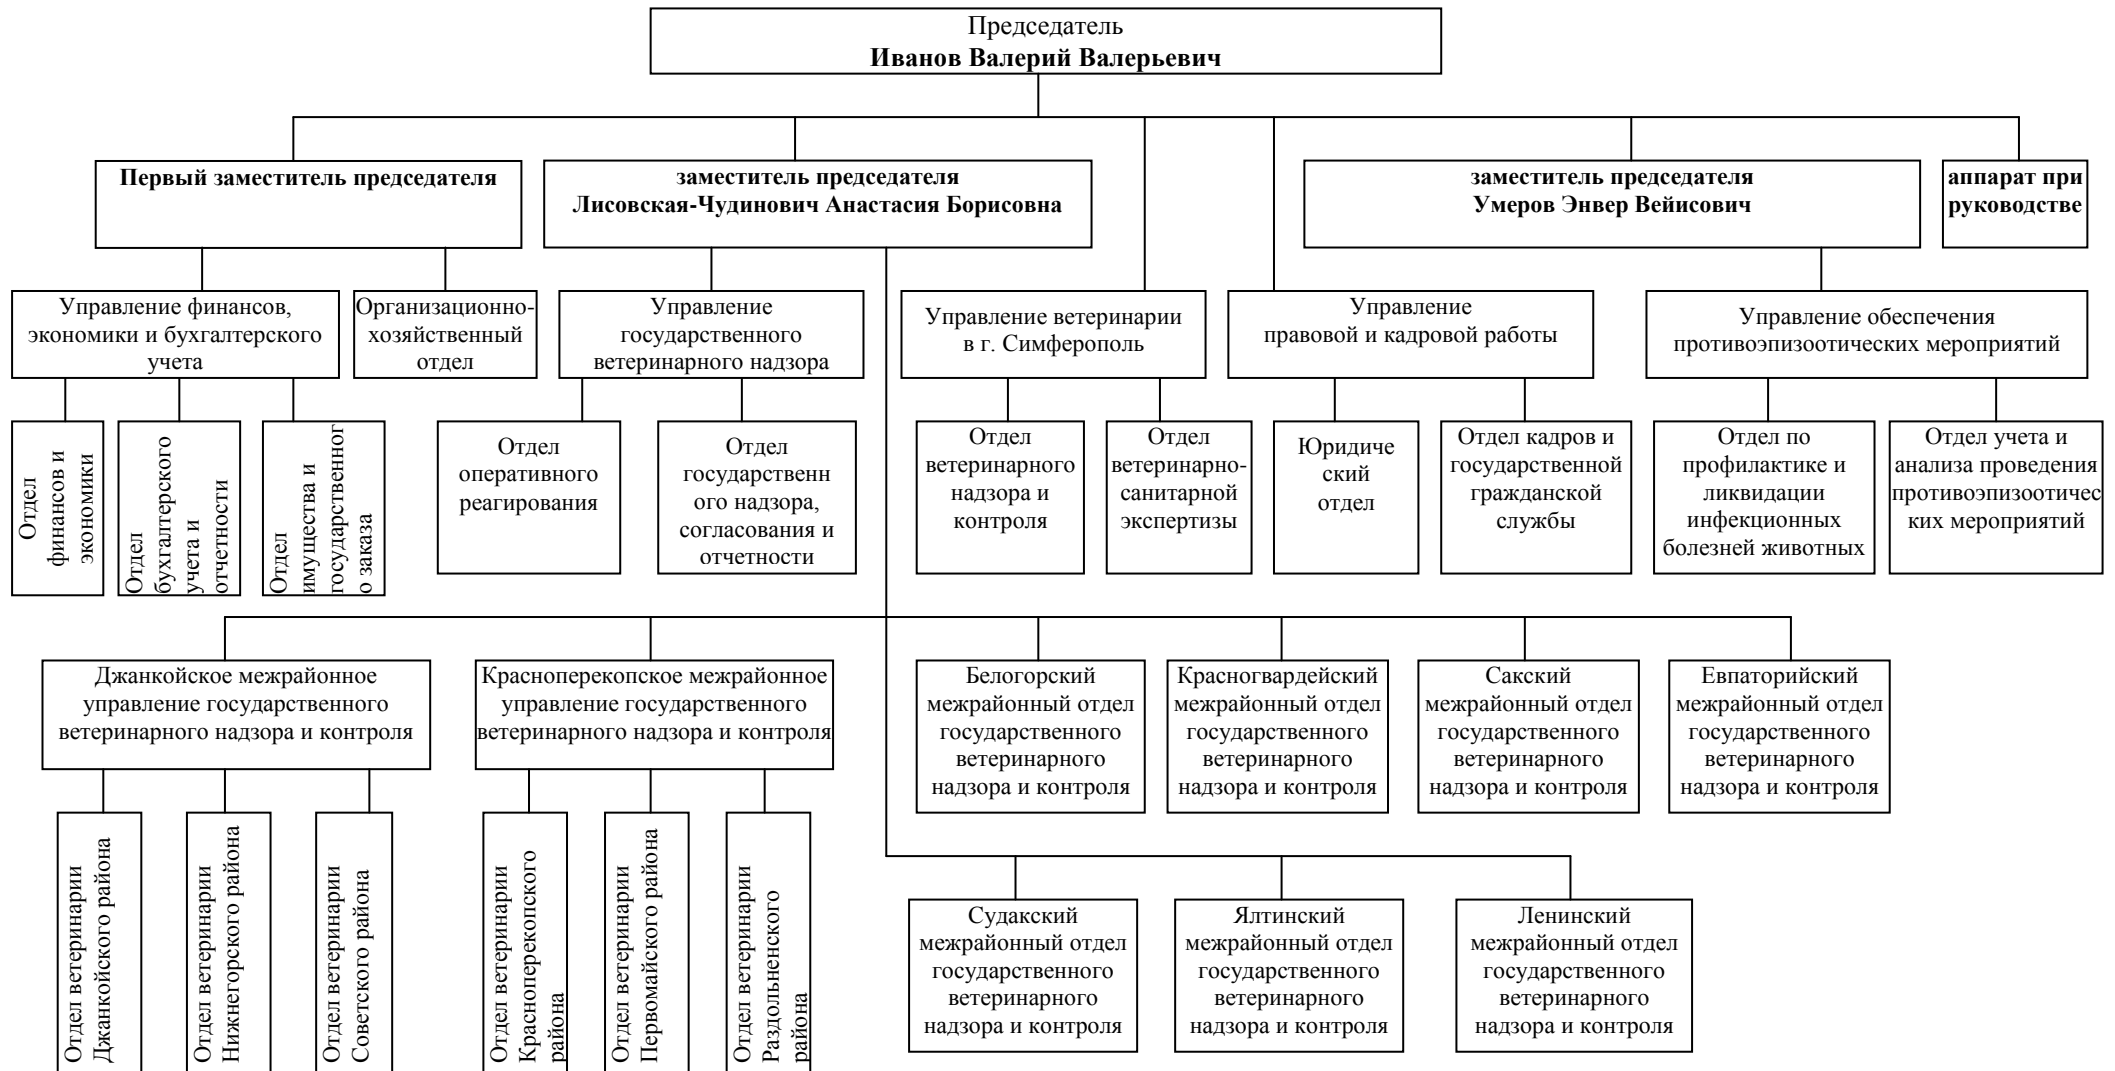 Председатель
Иванов Валерий Валерьевич
Первый заместитель председателя
заместитель председателя
Лисовская-Чудинович Анастасия Борисовна
заместитель председателя
Умеров Энвер Вейисович
аппарат при
руководстве
Управление финансов,
экономики и бухгалтерского
учета
Организационно-
хозяйственный
отдел
Управление
государственного
ветеринарного надзора
Управление ветеринарии
в г. Симферополь
Управление
правовой и кадровой работы
Управление обеспечения
противоэпизоотических мероприятий
Отдел
финансов и
экономики
Отдел
бухгалтерского
учета и
отчетности
Отдел
имущества и
государственног
о заказа
Отдел
оперативного
реагирования
Отдел
государственн
ого надзора,
согласования и
отчетности
Отдел
ветеринарного
надзора и
контроля
Отдел
ветеринарно-
санитарной
экспертизы
Юридиче
ский
отдел
Отдел кадров и
государственной
гражданской
службы
Отдел по
профилактике и
ликвидации
инфекционных
болезней животных
Отдел учета и
анализа проведения
противоэпизоотичес
ких мероприятий
Джанкойское межрайонное
управление государственного
ветеринарного надзора и контроля
Красноперекопское межрайонное
управление государственного
ветеринарного надзора и контроля
Белогорский
межрайонный отдел
государственного
ветеринарного
надзора и контроля
Красногвардейский
межрайонный отдел
государственного
ветеринарного
надзора и контроля
Сакский
межрайонный отдел
государственного
ветеринарного
надзора и контроля
Евпаторийский
межрайонный отдел
государственного
ветеринарного
надзора и контроля
Отдел ветеринарии
Джанкойского района
Отдел ветеринарии
Нижнегорского района
Отдел ветеринарии
Советского района
Отдел ветеринарии
Красноперекопского
района
Отдел ветеринарии
Первомайского района
Отдел ветеринарии
Раздольненского
района
Судакский
межрайонный отдел
государственного
ветеринарного
надзора и контроля
Ялтинский
межрайонный отдел
государственного
ветеринарного
надзора и контроля
Ленинский
межрайонный отдел
государственного
ветеринарного
надзора и контроля